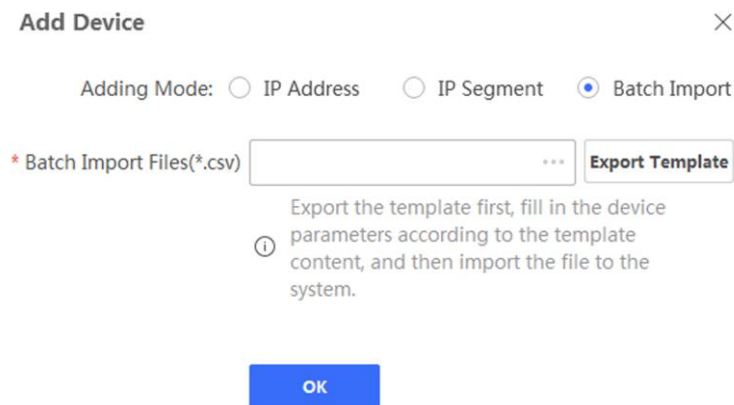 Add Device
Adding Mode: IP Address IP Segment Batch Import
* Batch Import Files(*.csv) ... Export Template
Export the template first, fill in the device
parameters according to the template
content, and then import the file to the
system.
OK